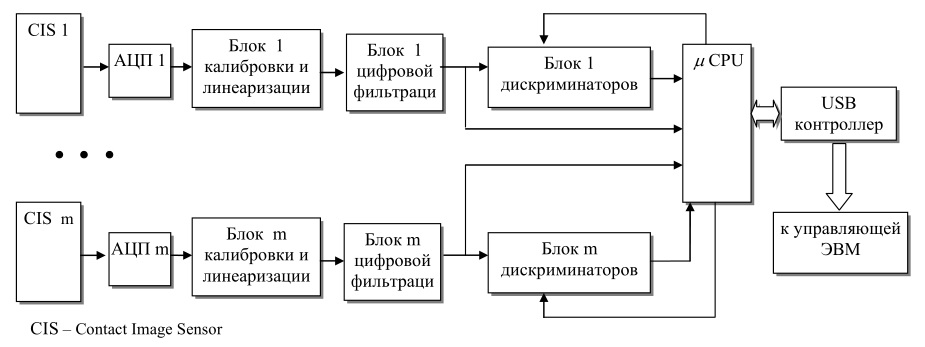 CIS 1
АЦП 1
Блок 1
калибровки и
линеаризации
Блок 1
цифровой
фильтраци
Блок 1
дискриминаторов
μ CPU
USB
контроллер
• • •
CIS m
АЦП m
Блок m
калибровки и
линеаризации
Блок m
цифровой
фильтраци
Блок m
дискриминаторов
к управляющей
ЭВМ
CIS – Contact Image Sensor